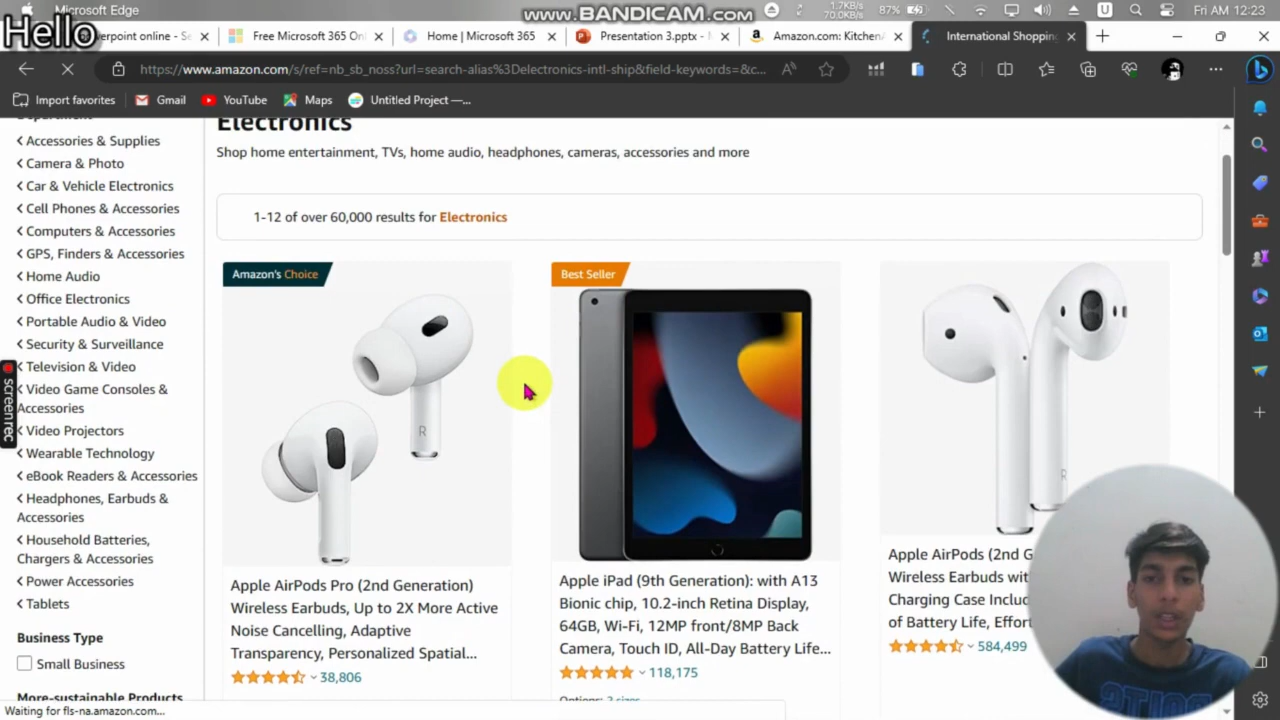 Microsoft Edge
www.BANDICAM.com
1.7KB/s
70.0KB/s
87%
U
Fri AM 12:23
Hello
erpoint online - Se
Free Microsoft 365 Onl
Home | Microsoft 365
Presentation 3.pptx - M
Amazon.com: KitchenA
International Shopping
https://www.amazon.com/s/ref=nb_sb_noss?url=search-alias%3Delectronics-intl-ship&field-keywords=&c...
Import favorites
Gmail
YouTube
Maps
Untitled Project —...
Accessories & Supplies
Camera & Photo
Car & Vehicle Electronics
Cell Phones & Accessories
Computers & Accessories
GPS, Finders & Accessories
Home Audio
Office Electronics
Portable Audio & Video
Security & Surveillance
Television & Video
Video Game Consoles &
Accessories
Video Projectors
Wearable Technology
eBook Readers & Accessories
Headphones, Earbuds &
Accessories
Household Batteries,
Chargers & Accessories
Power Accessories
Tablets
Business Type
Small Business
More-sustainable Products
Waiting for fls-na.amazon.com...
screenrec
Electronics
Shop home entertainment, TVs, home audio, headphones, cameras, accessories and more
1-12 of over 60,000 results for Electronics
Amazon's Choice
R
Apple AirPods Pro (2nd Generation)
Wireless Earbuds, Up to 2X More Active
Noise Cancelling, Adaptive
Transparency, Personalized Spatial...
38,806
Best Seller
Apple iPad (9th Generation): with A13
Bionic chip, 10.2-inch Retina Display,
64GB, Wi-Fi, 12MP front/8MP Back
Camera, Touch ID, All-Day Battery Life...
118,175
Options: 2 sizes
R
Apple AirPods (2nd G
Wireless Earbuds with
Charging Case Inclu
of Battery Life, Effor
584,499